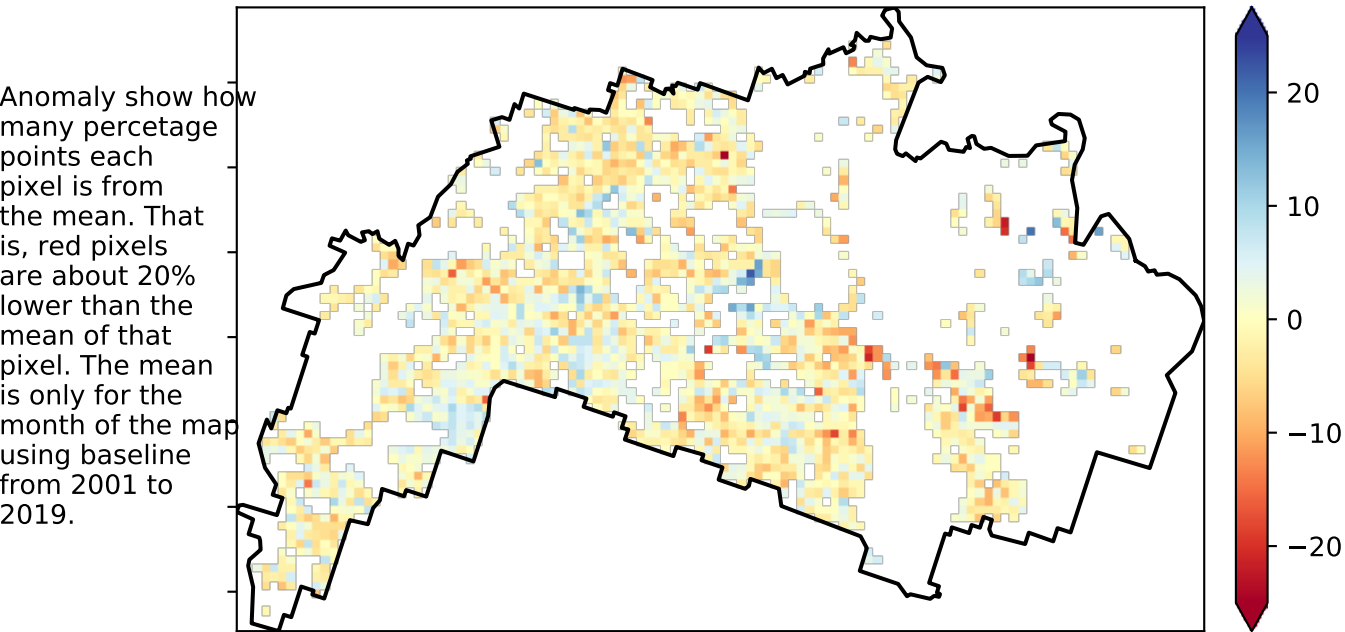 Anomaly show how
many percetage
points each
pixel is from
the mean. That
is, red pixels
are about 20%
lower than the
mean of that
pixel. The mean
is only for the
month of the map
using baseline
from 2001 to
2019.
20
10
0
−10
−20